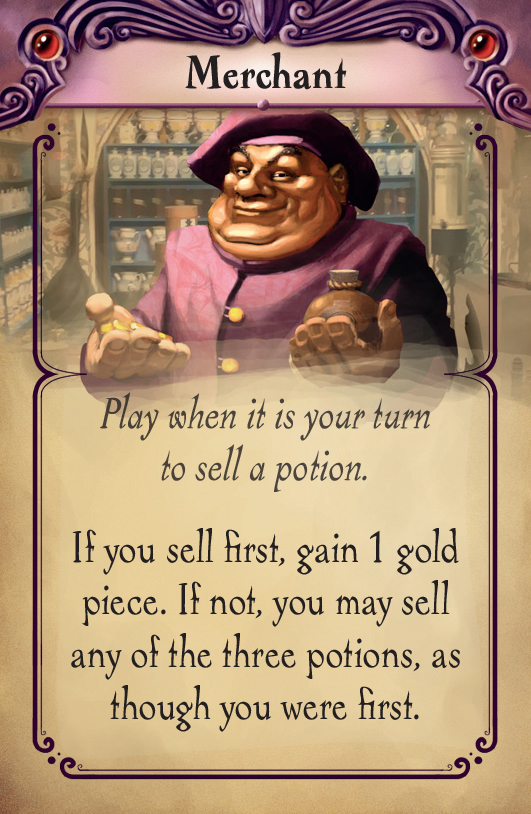 Merchant
Play when it is your turn
to sell a potion.
If you sell first, gain 1 gold
piece. If not, you may sell
any of the three potions, as
though you were first.